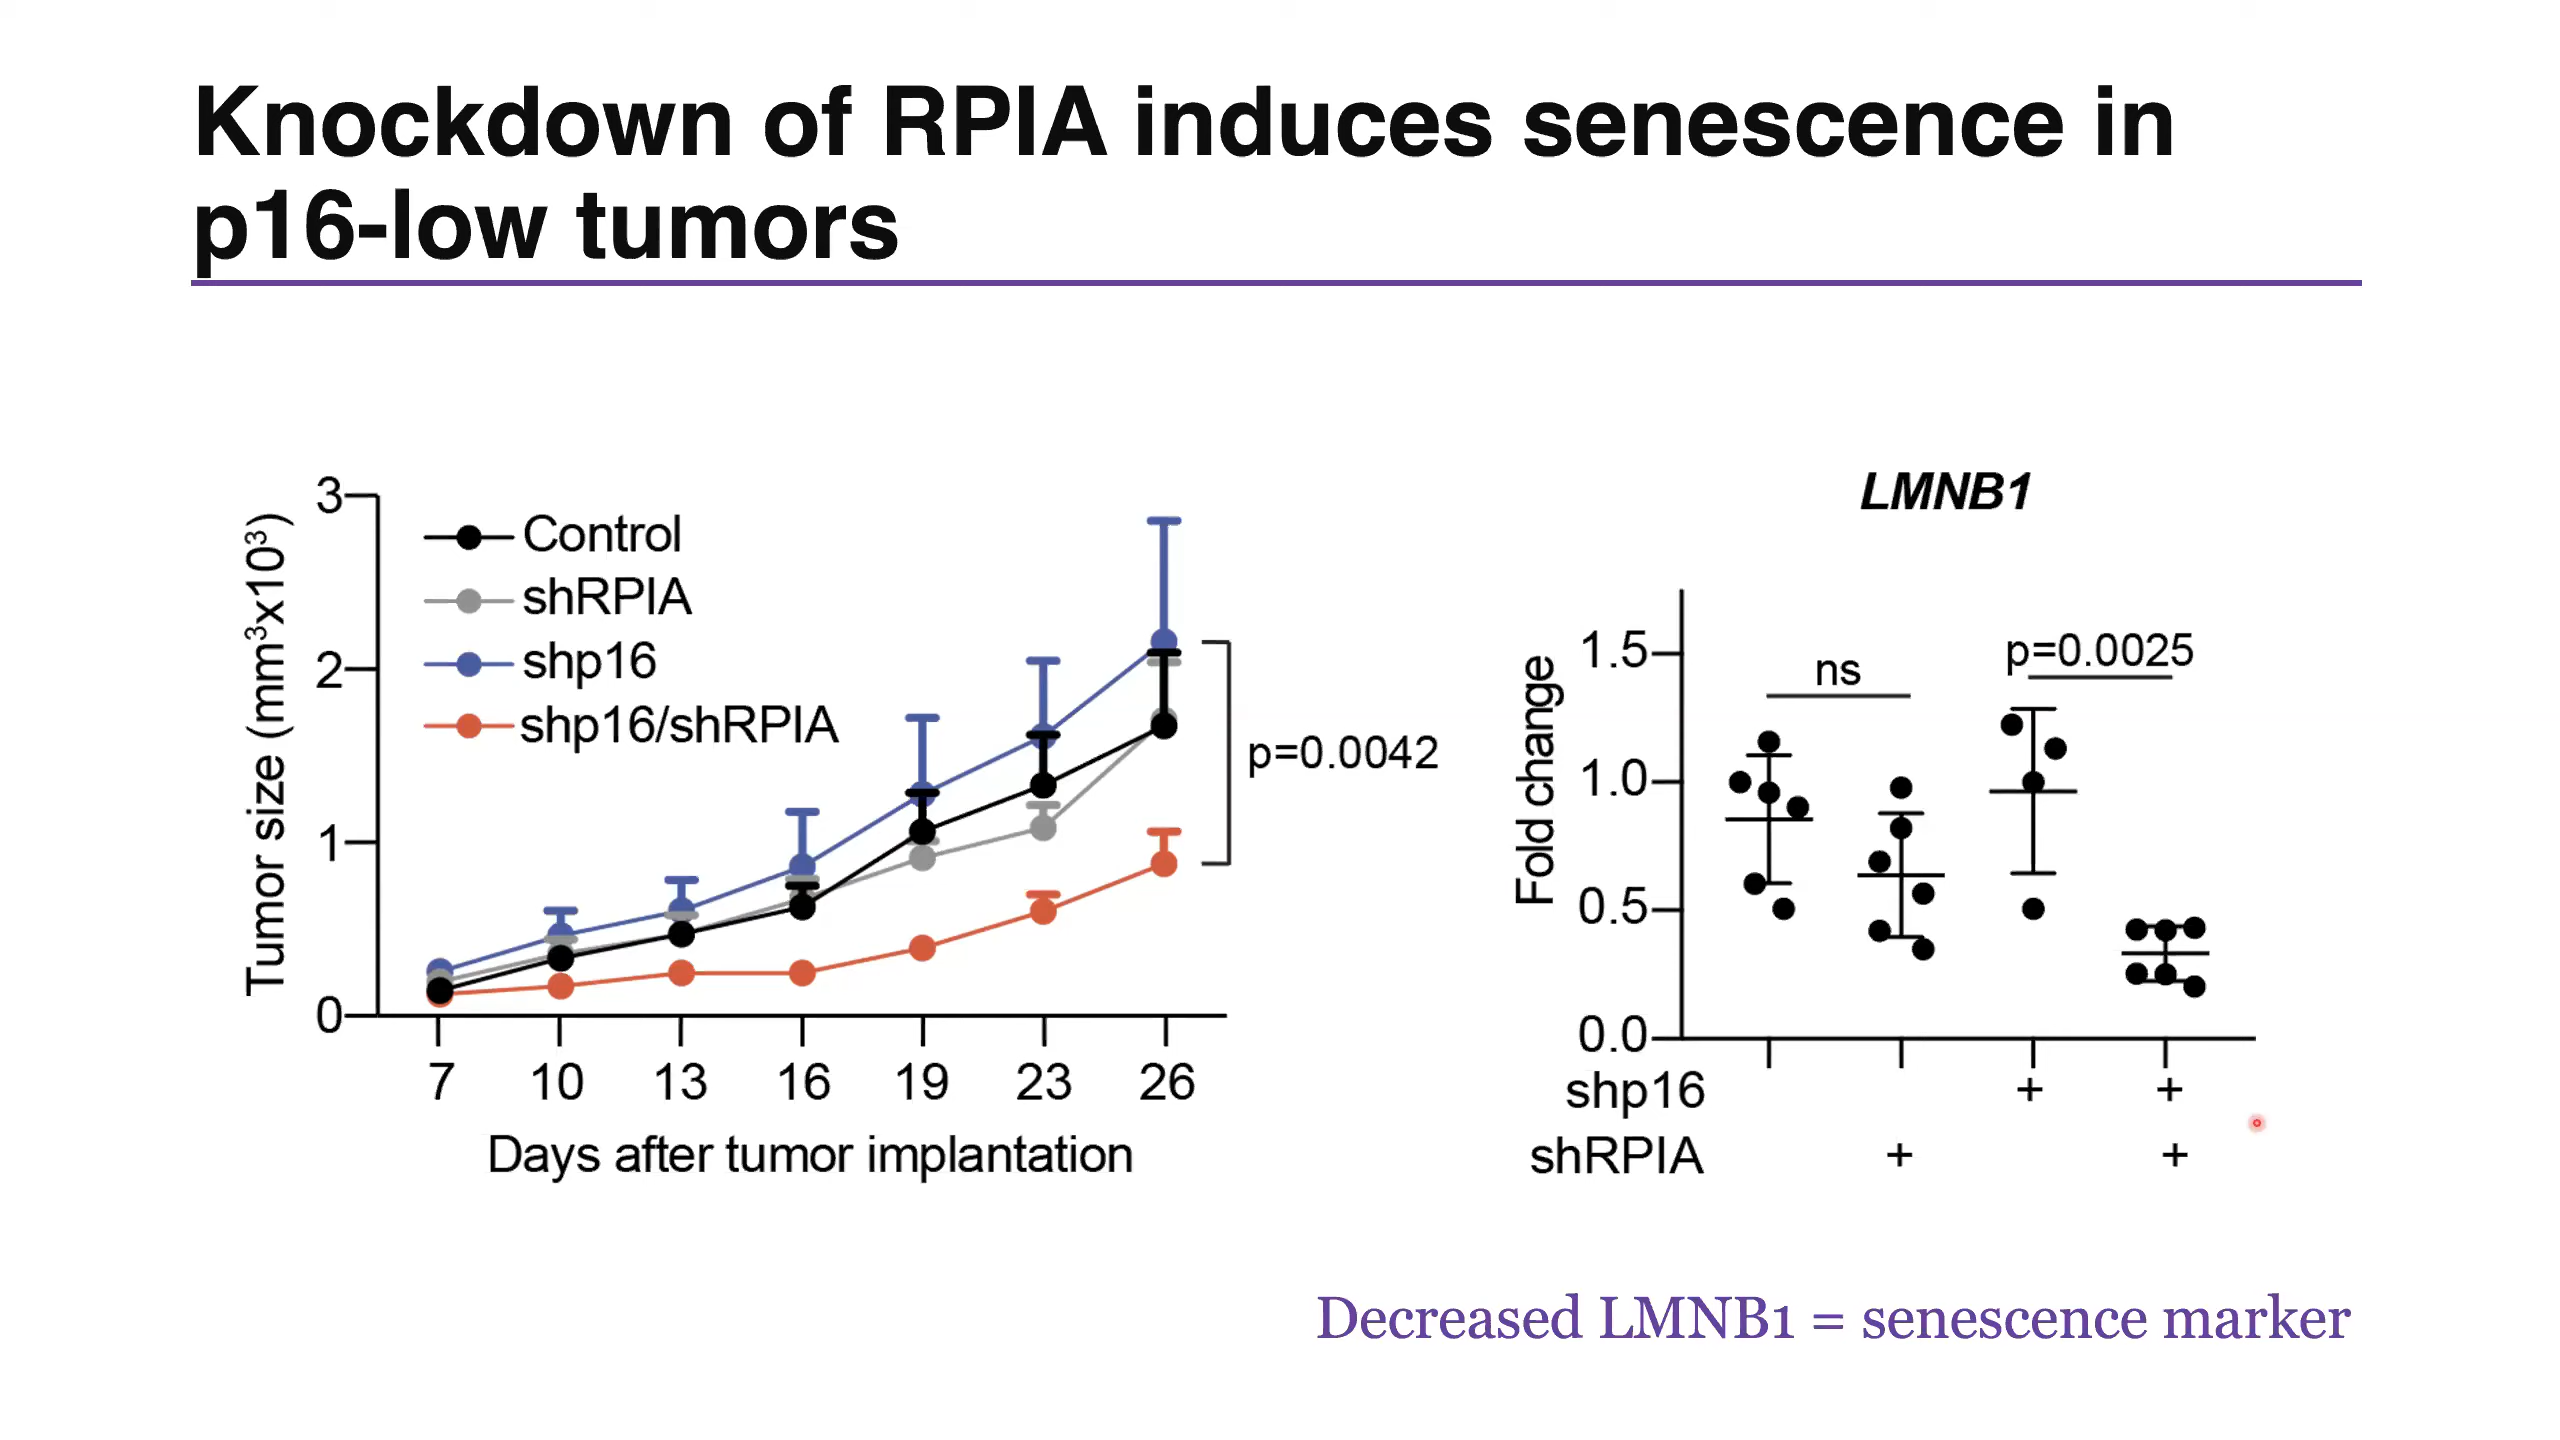 Knockdown of RPIA induces senescence in
p16-low tumors
Tumor size (mm³x10³)
3
2
1
0
Control
shRPIA
shp16
shp16/shRPIA
p=0.0042
7 10 13 16 19 23 26
Days after tumor implantation
LMNB1
Fold change
1.5
1.0
0.5
0.0
ns
p=0.0025
shp16 + +
shRPIA + +
Decreased LMNB1 = senescence marker